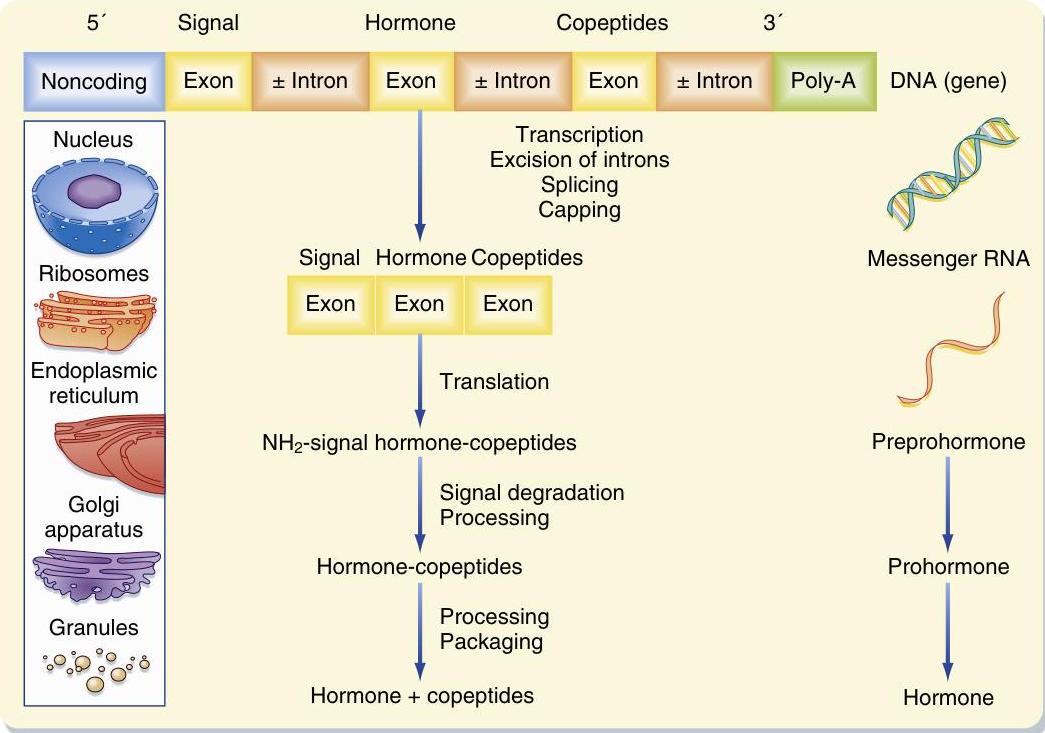 5´ Signal Hormone Copeptides 3´
Noncoding Exon ± Intron Exon ± Intron Exon ± Intron Poly-A DNA (gene)
Nucleus
Transcription
Excision of introns
Splicing
Capping
Signal Hormone Copeptides
Messenger RNA
Ribosomes
Exon Exon Exon
Endoplasmic
reticulum
Translation
NH₂-signal hormone-copeptides
Preprohormone
Golgi
apparatus
Signal degradation
Processing
Hormone-copeptides
Prohormone
Granules
Processing
Packaging
Hormone + copeptides
Hormone